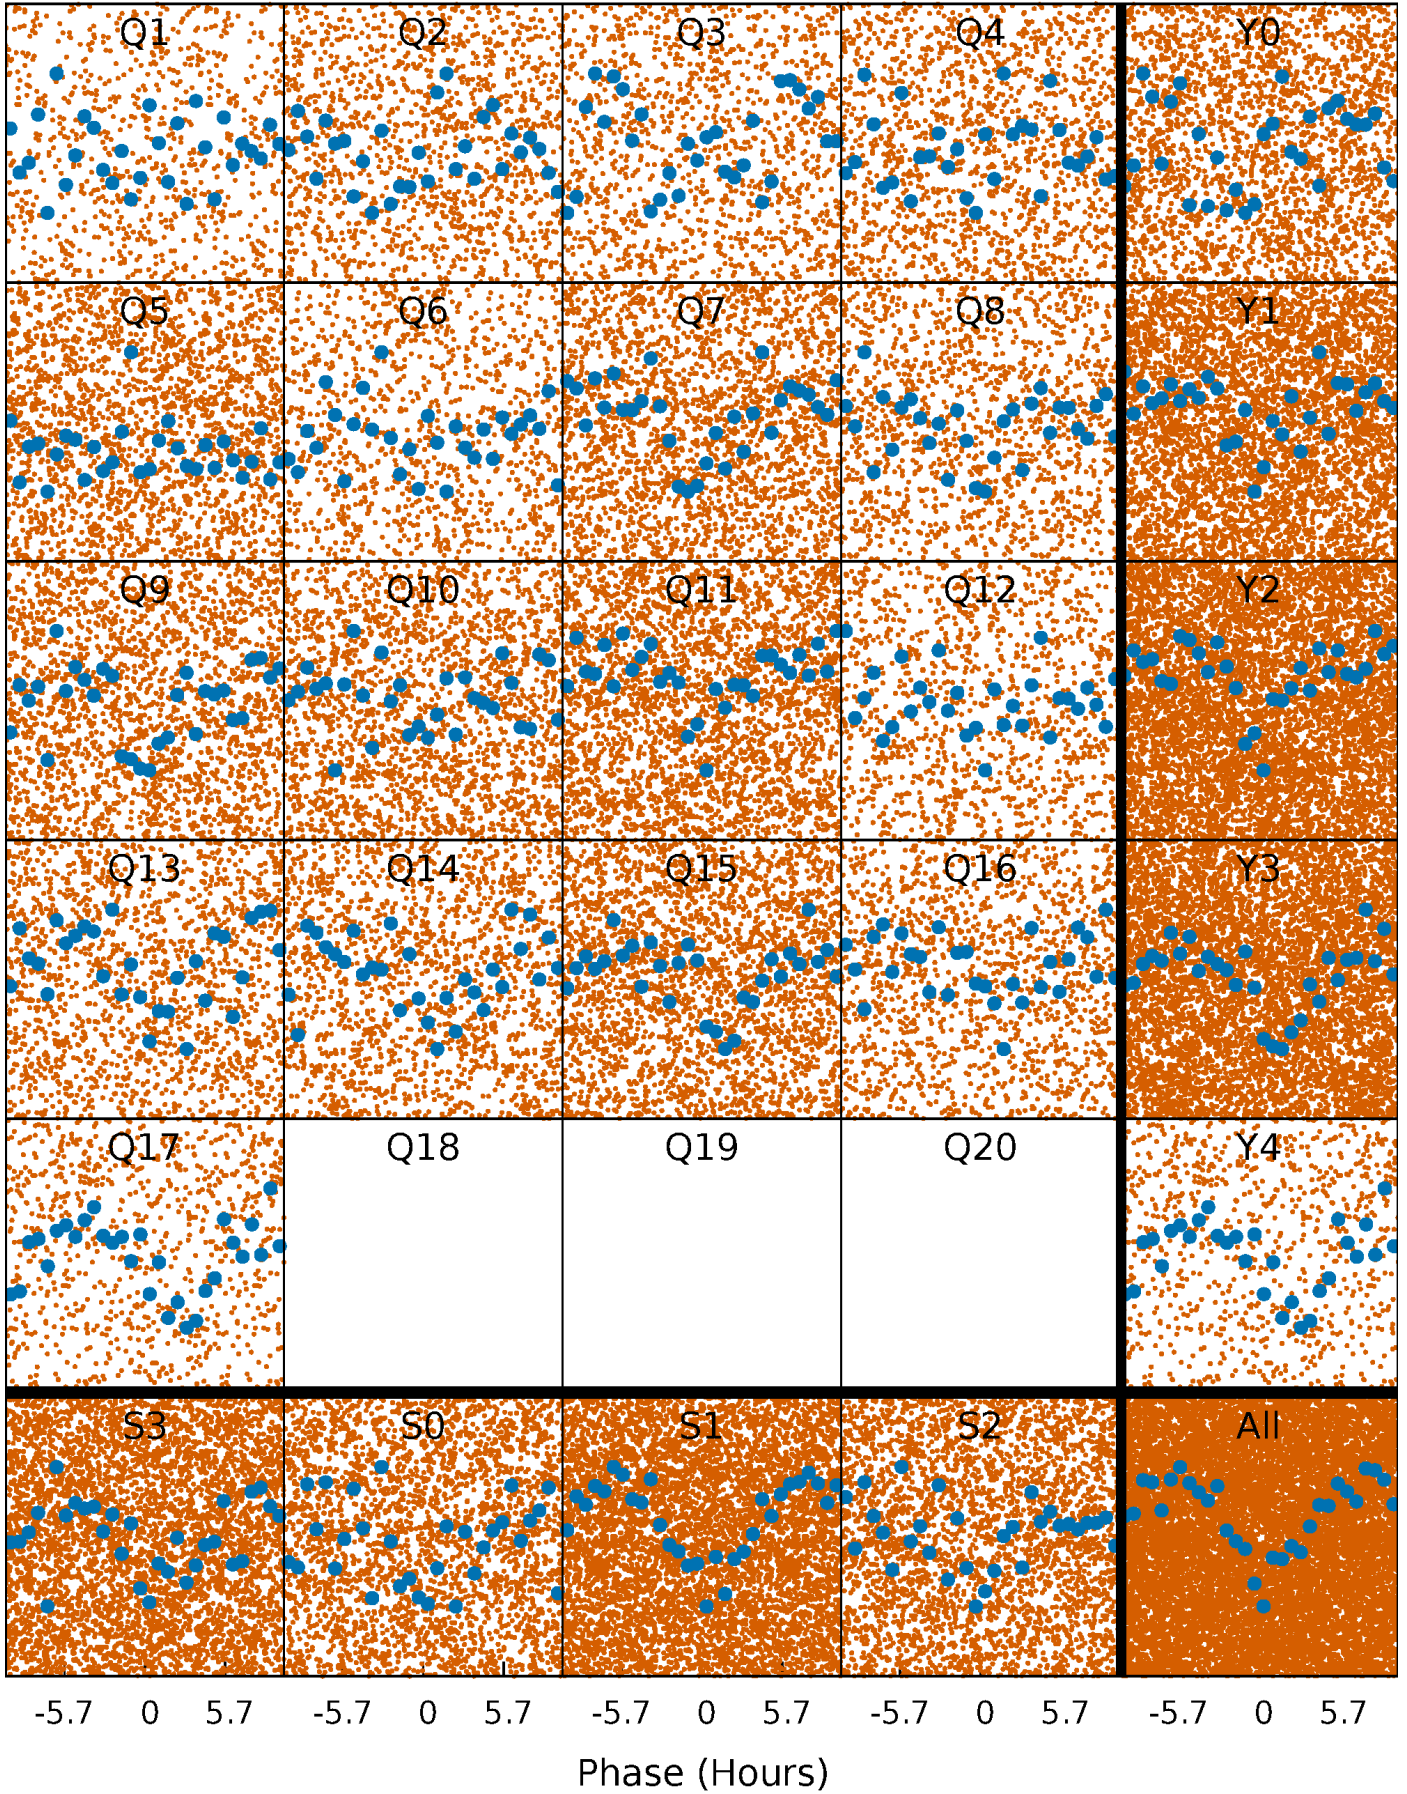 Q1 Q2 Q3 Q4 Y0
Q5 Q6 Q7 Q8 Y1
Q9 Q10 Q11 Q12 Y2
Q13 Q14 Q15 Q16 Y3
Q17 Q18 Q19 Q20 Y4
S3 S0 S1 S2 All
-5.7 0 5.7 -5.7 0 5.7 -5.7 0 5.7 -5.7 0 5.7 -5.7 0 5.7
Phase (Hours)